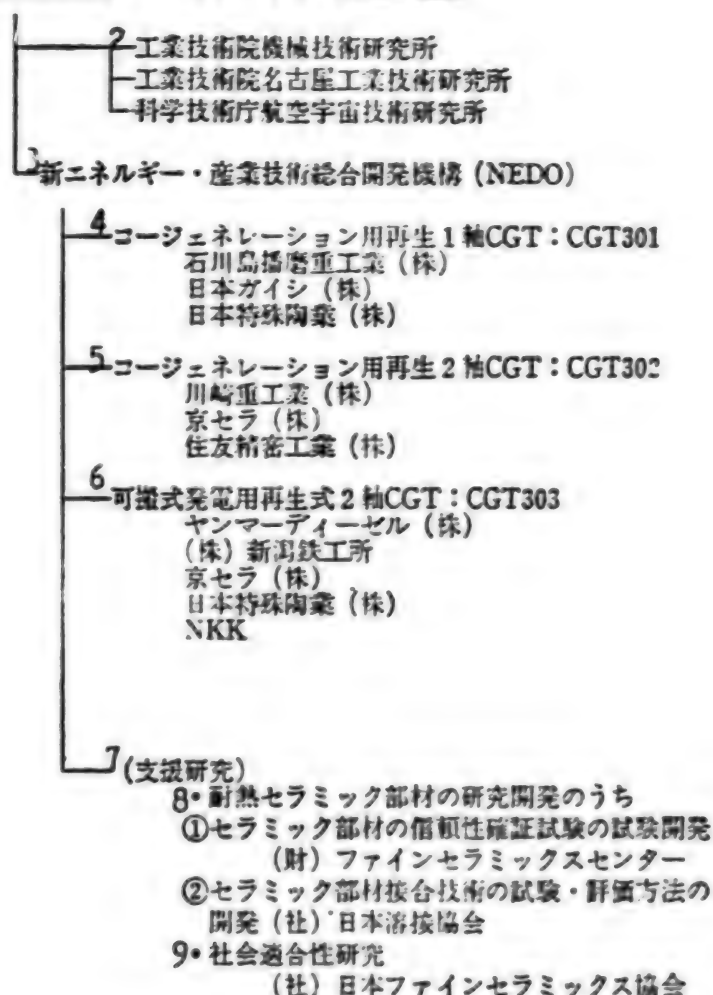 2 工業技術院機械技術研究所
工業技術院名古屋工業技術研究所
科学技術庁航空宇宙技術研究所
3 新エネルギー・産業技術総合開発機構 (NEDO)
4 コージェネレーション用再生1軸CGT：CGT301
石川島播磨重工業（株）
日本ガイシ（株）
日本特殊陶業（株）
5 コージェネレーション用再生2軸CGT：CGT302
川崎重工業（株）
京セラ（株）
住友精密工業（株）
6 可搬式発電用再生式2軸CGT：CGT303
ヤンマーディーゼル（株）
（株）新潟鉄工所
京セラ（株）
日本特殊陶業（株）
NKK
7 (支援研究)
8・耐熱セラミック部材の研究開発のうち
①セラミック部材の信頼性確証試験の試験開発
（財）ファインセラミックスセンター
②セラミック部材接合技術の試験・評価方法の
開発（社）日本溶接協会
9・社会適合性研究
（社）日本ファインセラミックス協会